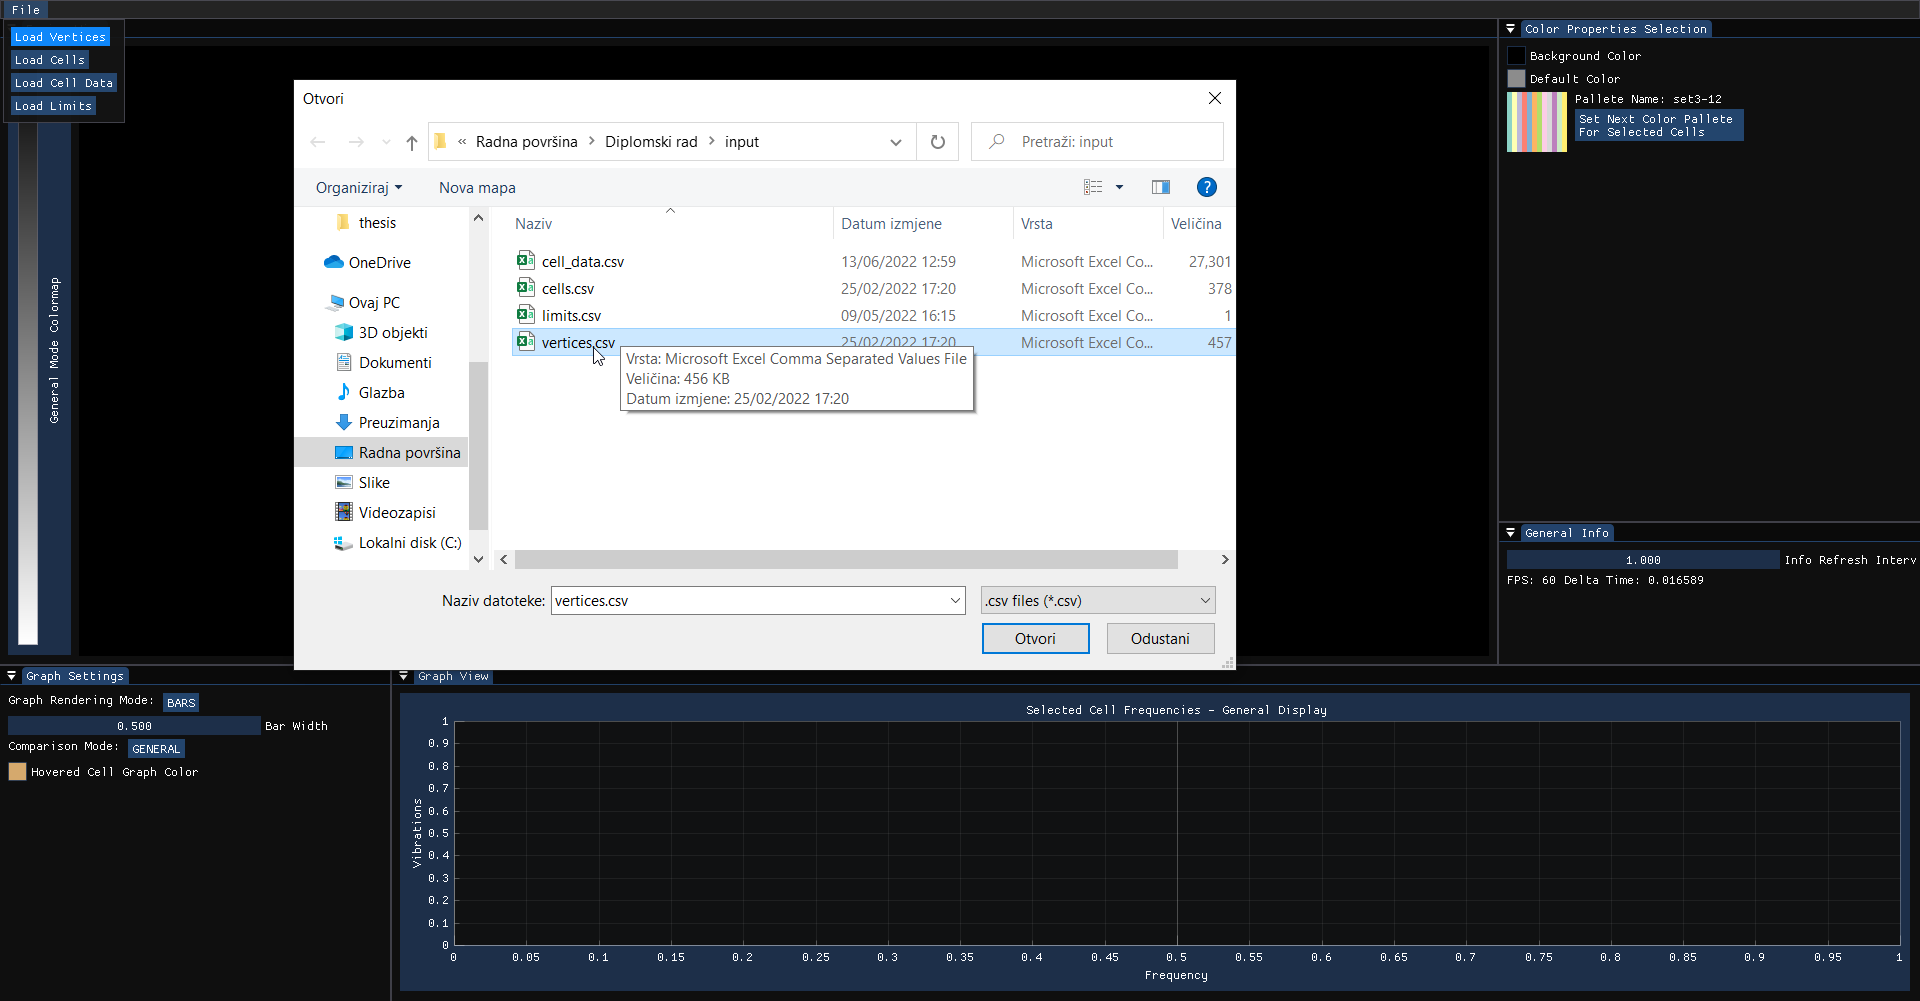 File
Load Vertices
Load Cells
Load Cell Data
Load Limits
General Mode Colormap
Otvori
« Radna površina > Diplomski rad > input
Pretraži: input
Organiziraj
Nova mapa
?
thesis
OneDrive
Ovaj PC
3D objekti
Dokumenti
Glazba
Preuzimanja
Radna površina
Slike
Videozapisi
Lokalni disk (C:)
Naziv Datum izmjene Vrsta Veličina
cell_data.csv 13/06/2022 12:59 Microsoft Excel Co... 27,301
cells.csv 25/02/2022 17:20 Microsoft Excel Co... 378
limits.csv 09/05/2022 16:15 Microsoft Excel Co... 1
vertices.csv 25/02/2022 17:20 Microsoft Excel Co... 457
Vrsta: Microsoft Excel Comma Separated Values File
Veličina: 456 KB
Datum izmjene: 25/02/2022 17:20
Naziv datoteke: vertices.csv .csv files (*.csv)
Otvori Odustani
Color Properties Selection
Background Color
Default Color
Pallete Name: set3-12
Set Next Color Pallete
For Selected Cells
General Info
1.000 Info Refresh Interv
FPS: 60 Delta Time: 0.016589
Graph Settings
Graph Rendering Mode: BARS
0.500 Bar Width
Comparison Mode: GENERAL
Hovered Cell Graph Color
Graph View
Selected Cell Frequencies - General Display
Vibrations
1
0.9
0.8
0.7
0.6
0.5
0.4
0.3
0.2
0.1
0
0 0.05 0.1 0.15 0.2 0.25 0.3 0.35 0.4 0.45 0.5 0.55 0.6 0.65 0.7 0.75 0.8 0.85 0.9 0.95 1
Frequency